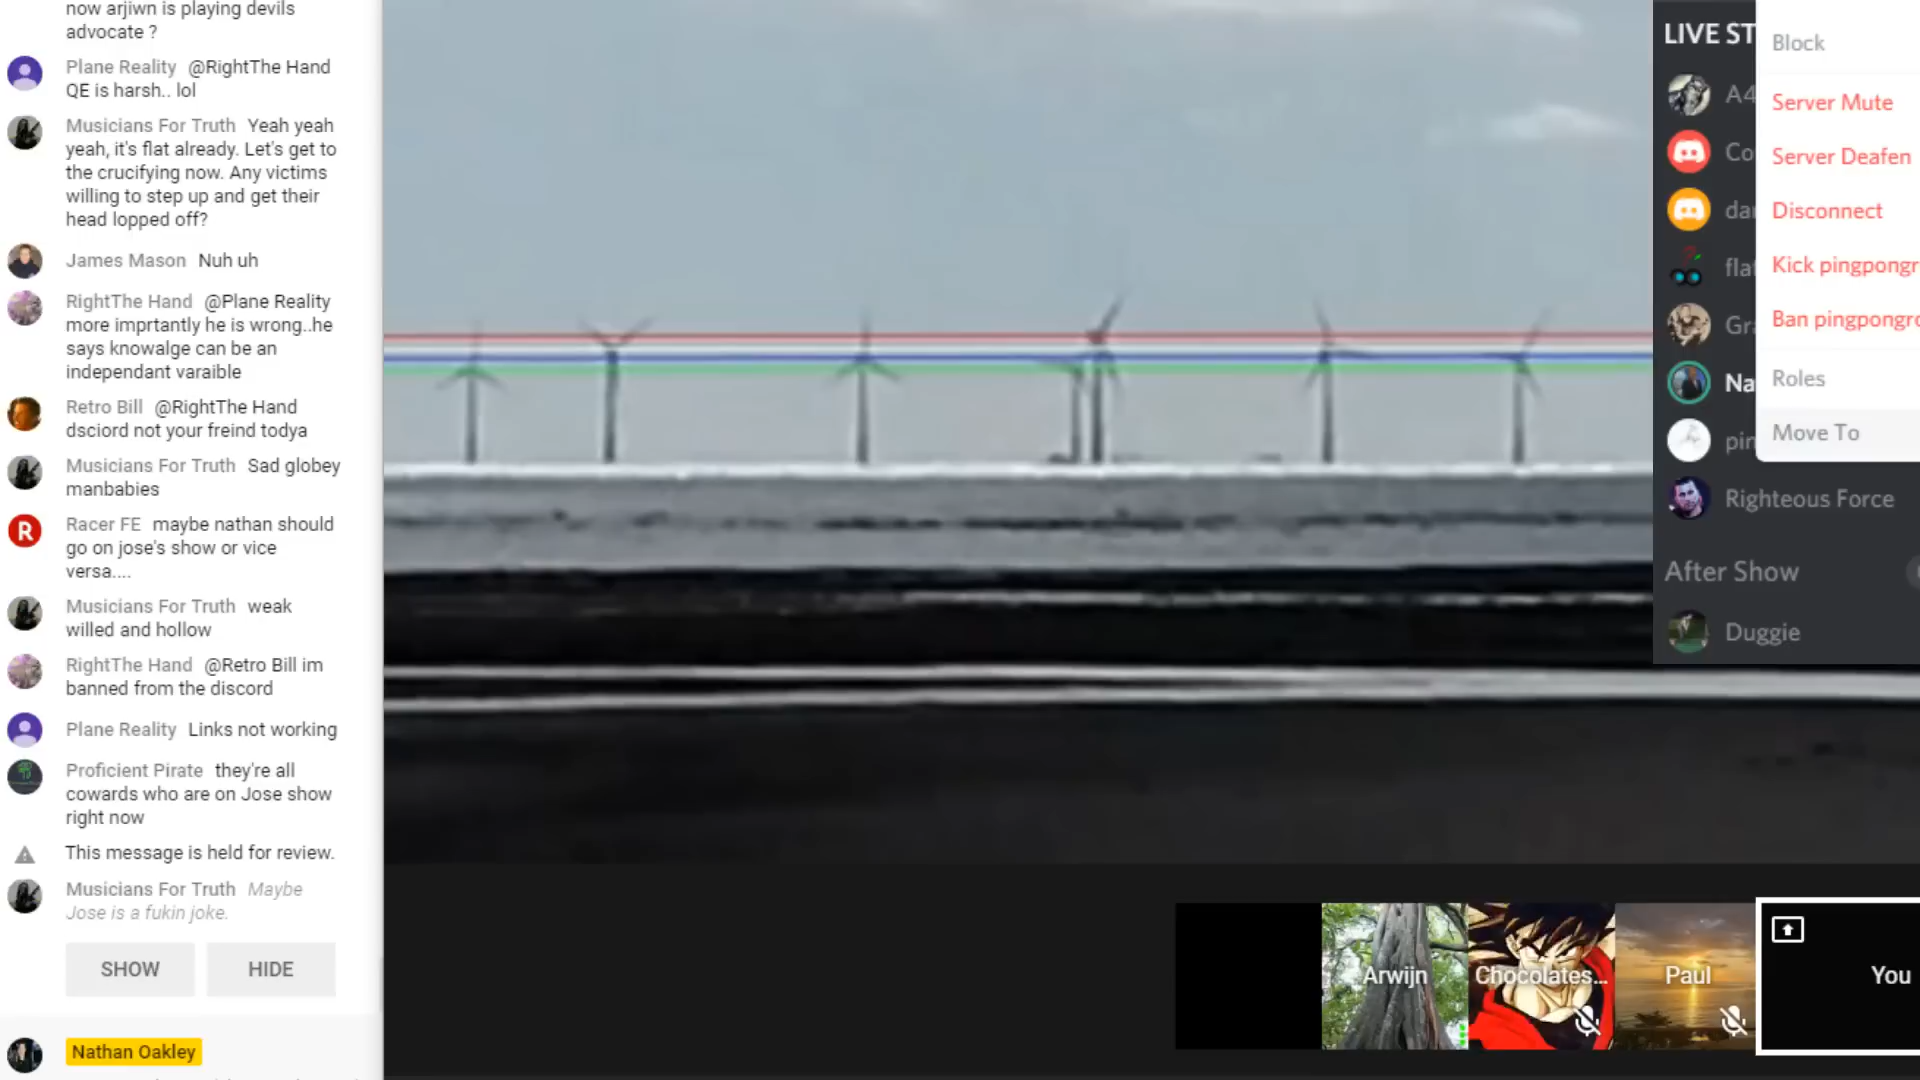 now arjiwn is playing devils
advocate ?
Plane Reality @RightThe Hand
QE is harsh.. lol
Musicians For Truth Yeah yeah
yeah, it's flat already. Let's get to
the crucifying now. Any victims
willing to step up and get their
head lopped off?
James Mason Nuh uh
RightThe Hand @Plane Reality
more imprtantly he is wrong..he
says knowalge can be an
independant varaible
Retro Bill @RightThe Hand
dsciord not your freind todya
Musicians For Truth Sad globey
manbabies
R
Racer FE maybe nathan should
go on jose's show or vice
versa....
Musicians For Truth weak
willed and hollow
RightThe Hand @Retro Bill im
banned from the discord
Plane Reality Links not working
Proficient Pirate they're all
cowards who are on Jose show
right now
This message is held for review.
Musicians For Truth Maybe
Jose is a fukin joke.
SHOW HIDE
Nathan Oakley
LIVE ST
A4
Co
da
fla
Gr
Na
pin
Righteous Force
After Show
Duggie
Block
Server Mute
Server Deafen
Disconnect
Kick pingpongr
Ban pingpongro
Roles
Move To
Arwijn
Chocolates...
Paul
You